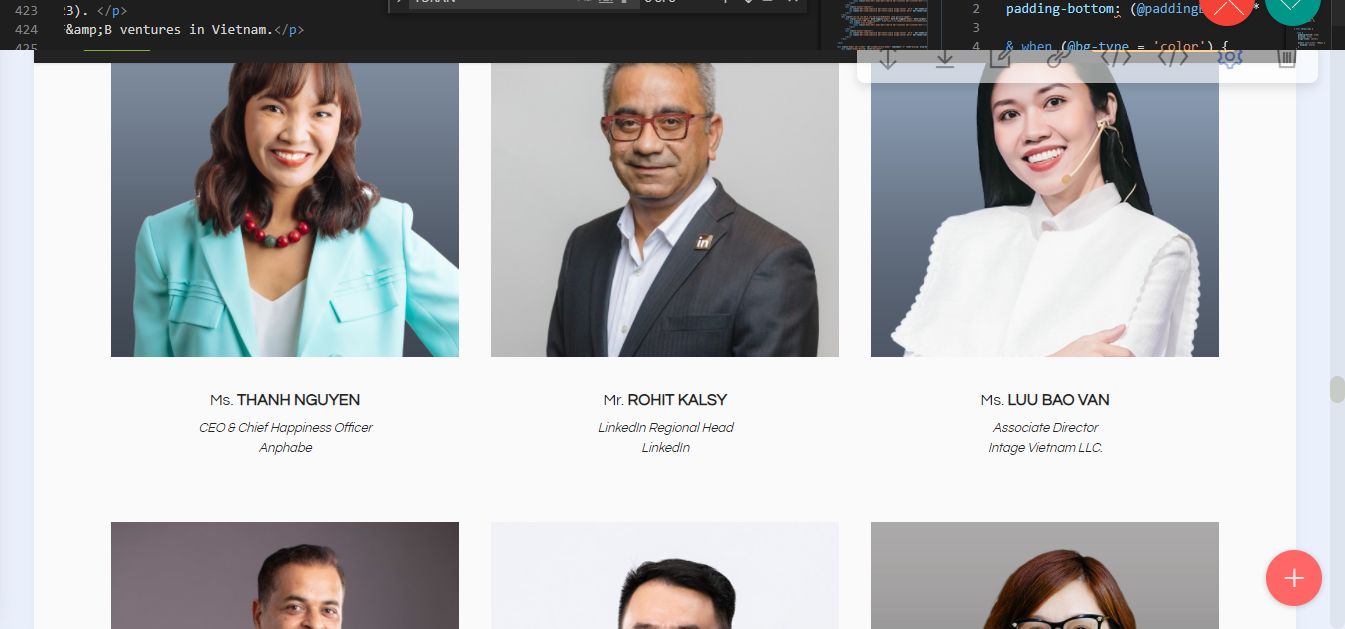 423
3). </p>
424
&amp;B ventures in Vietnam.</p>
425
2
padding-bottom: (@padding
*
3
4
& when (@bg-type = 'color') {
in
Ms. THANH NGUYEN
CEO & Chief Happiness Officer
Anphabe
Mr. ROHIT KALSY
LinkedIn Regional Head
LinkedIn
Ms. LUU BAO VAN
Associate Director
Intage Vietnam LLC.